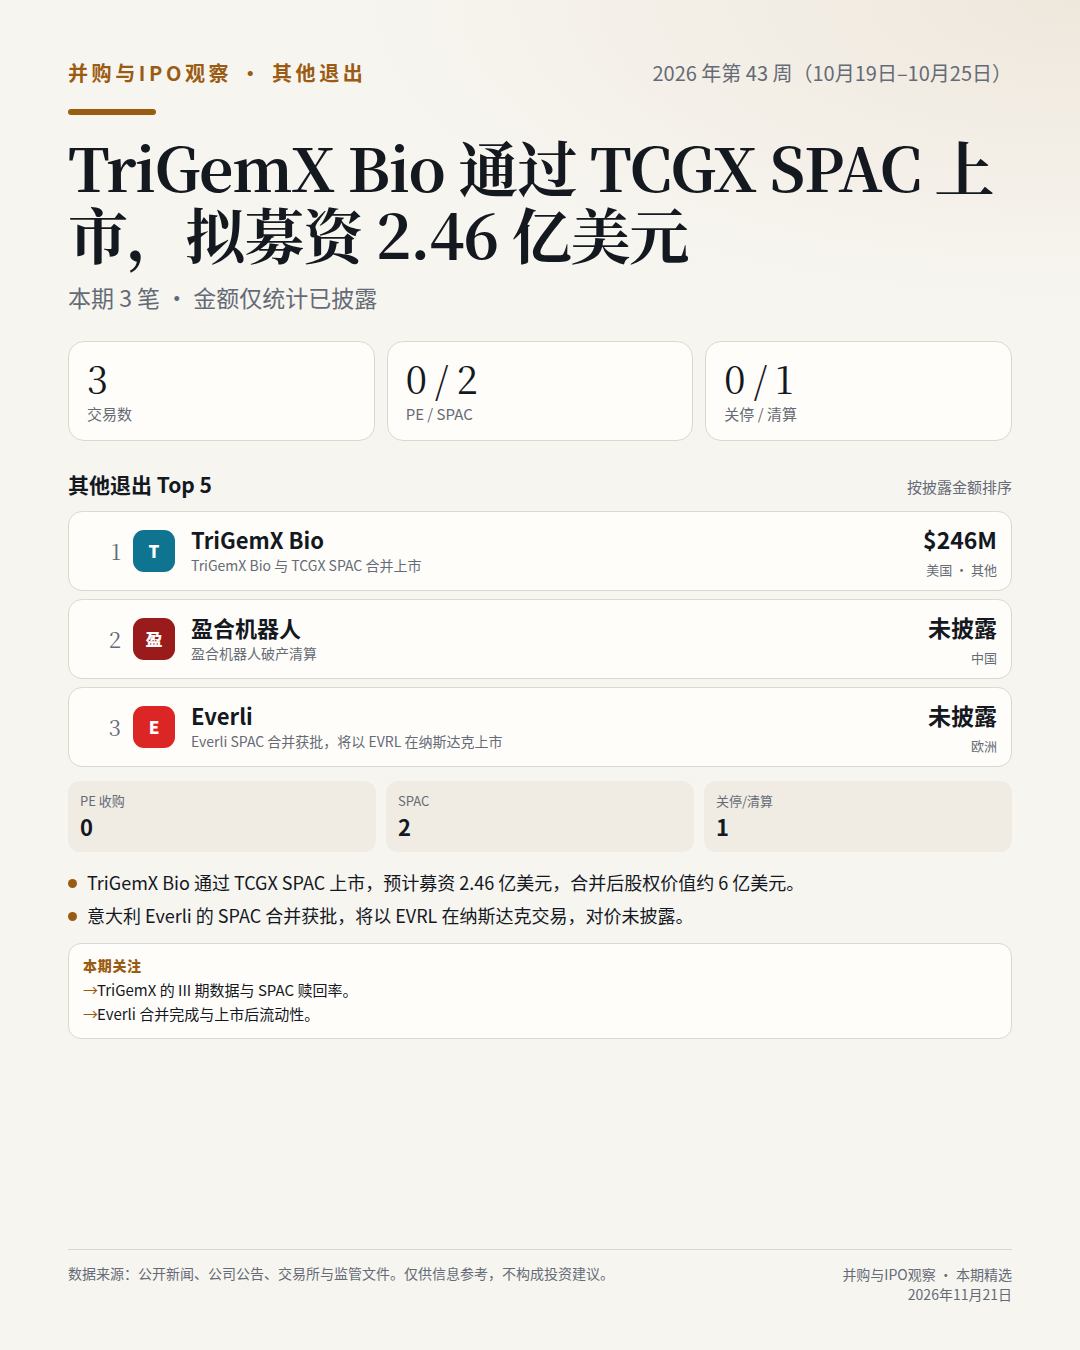 并购与IPO观察 · 其他退出
2026 年第 43 周（10月19日–10月25日）
TriGemX Bio 通过 TCGX SPAC 上
市，拟募资 2.46 亿美元
本期 3 笔 · 金额仅统计已披露
3
交易数
0 / 2
PE / SPAC
0 / 1
关停 / 清算
其他退出 Top 5
按披露金额排序
1
T
TriGemX Bio
TriGemX Bio 与 TCGX SPAC 合并上市
$246M
美国 · 其他
2
盈
盈合机器人
盈合机器人破产清算
未披露
中国
3
E
Everli
Everli SPAC 合并获批，将以 EVRL 在纳斯达克上市
未披露
欧洲
PE 收购
0
SPAC
2
关停/清算
1
TriGemX Bio 通过 TCGX SPAC 上市，预计募资 2.46 亿美元，合并后股权价值约 6 亿美元。
意大利 Everli 的 SPAC 合并获批，将以 EVRL 在纳斯达克交易，对价未披露。
本期关注
→TriGemX 的 III 期数据与 SPAC 赎回率。
→Everli 合并完成与上市后流动性。
数据来源：公开新闻、公司公告、交易所与监管文件。仅供信息参考，不构成投资建议。
并购与IPO观察 · 本期精选
2026年11月21日